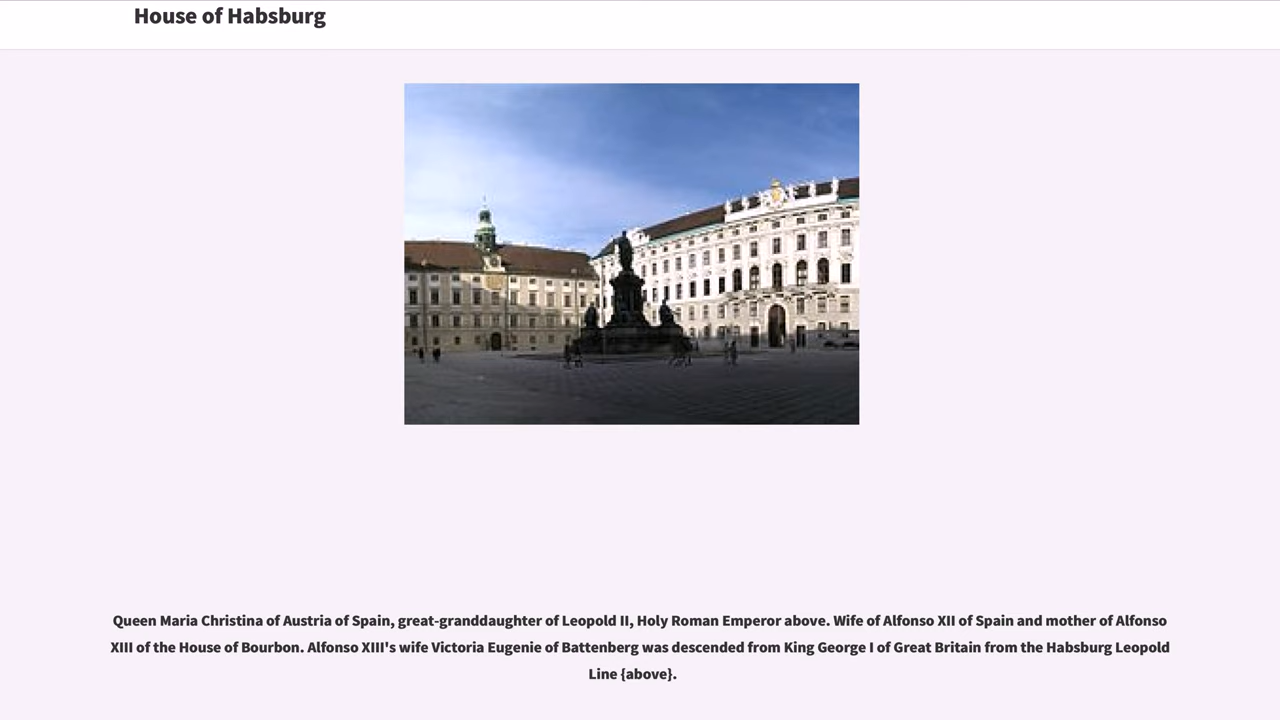 House of Habsburg
Queen Maria Christina of Austria of Spain, great-granddaughter of Leopold II, Holy Roman Emperor above. Wife of Alfonso XII of Spain and mother of Alfonso
XIII of the House of Bourbon. Alfonso XIII's wife Victoria Eugenie of Battenberg was descended from King George I of Great Britain from the Habsburg Leopold
Line {above}.